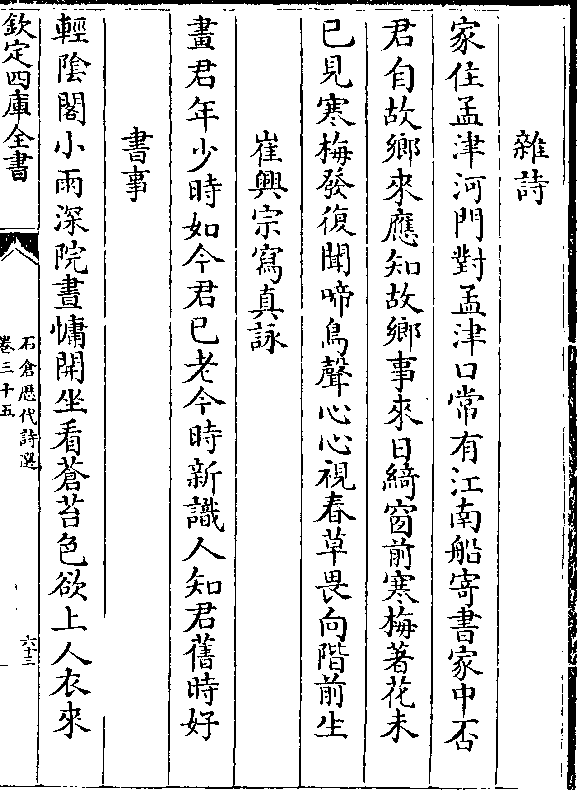 雜詩
家住孟津河門對孟津口常有江南船寄書家中否
君自故鄉來應知故鄉事來日綺窗前寒梅著花未
已見寒梅發復聞啼鳥聲心心視春草畏向階前生
崔興宗寫真詠
畫君年少時如今君已老今時新識人知君舊時好
書事
輕陰閣小雨深院晝慵開坐看蒼苔色欲上人衣來
欽定四庫全書
石倉歴代詩選
卷三十五
六十三